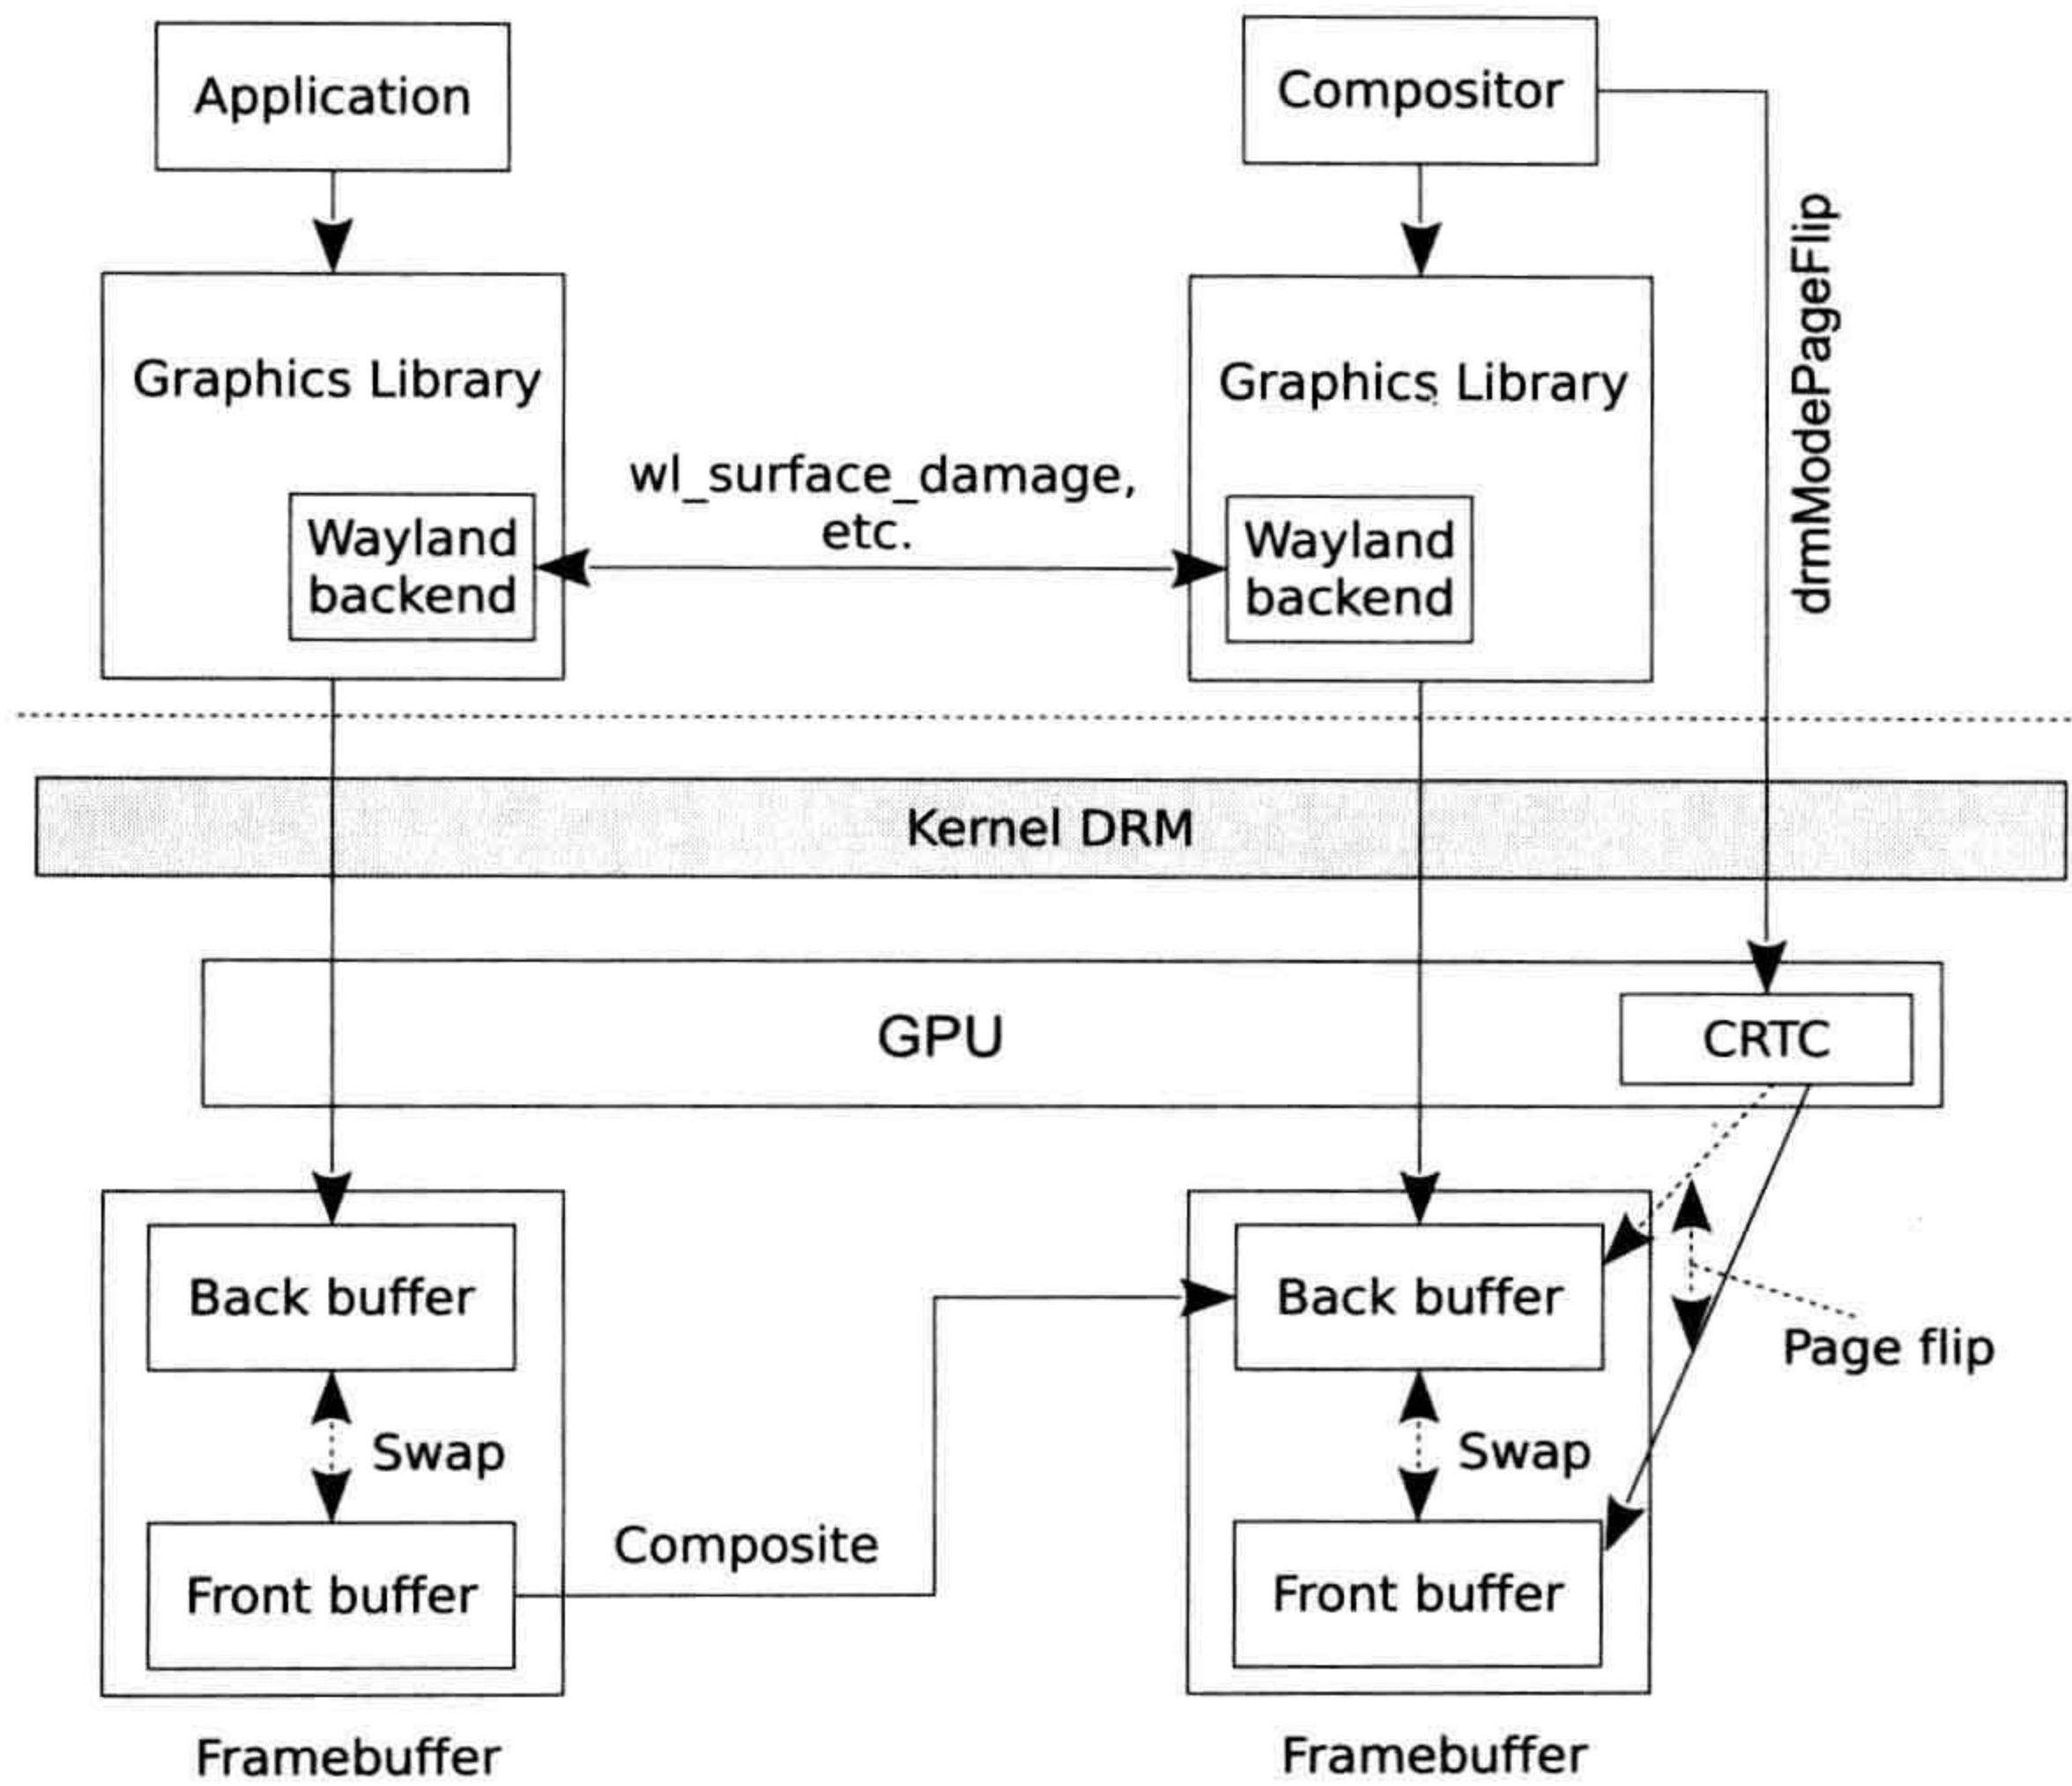 Application
Compositor
drmModePageFlip
Graphics Library
Graphics Library
wl_surface_damage,
etc.
Wayland
backend
Wayland
backend
Kernel DRM
GPU
CRTC
Back buffer
Back buffer
Page flip
Swap
Swap
Composite
Front buffer
Front buffer
Framebuffer
Framebuffer